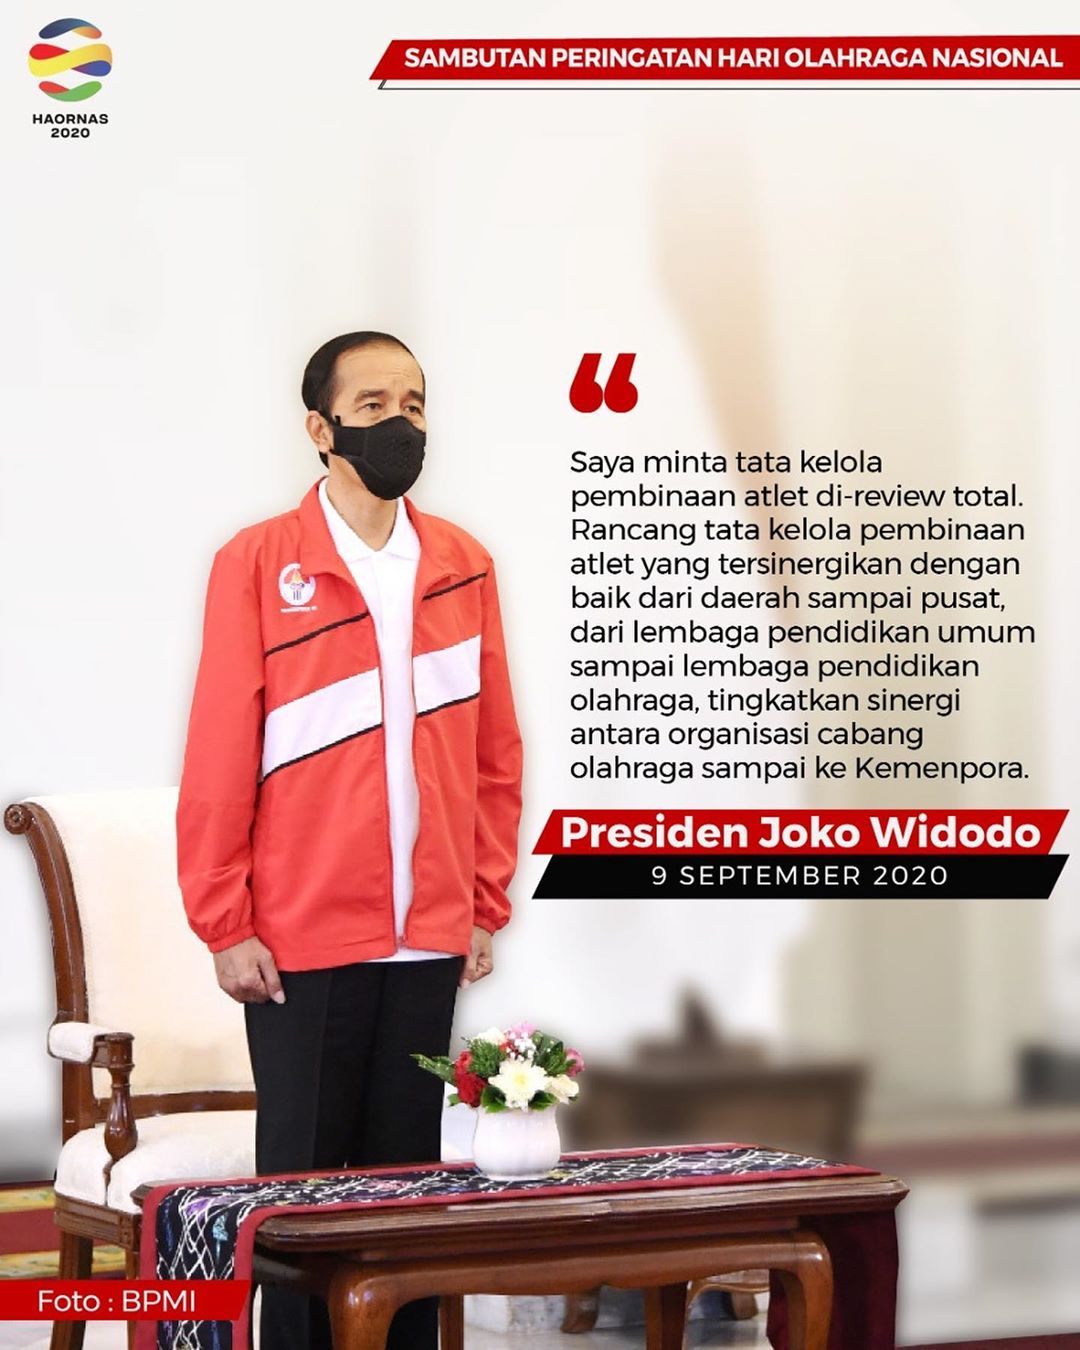 HAORNAS
2020
SAMBUTAN PERINGATAN HARI OLAHRAGA NASIONAL
Saya minta tata kelola
pembinaan atlet di-review total.
Rancang tata kelola pembinaan
atlet yang tersinergikan dengan
baik dari daerah sampai pusat,
dari lembaga pendidikan umum
sampai lembaga pendidikan
olahraga, tingkatkan sinergi
antara organisasi cabang
olahraga sampai ke Kemenpora.
Presiden Joko Widodo
9 SEPTEMBER 2020
Foto : BPMI